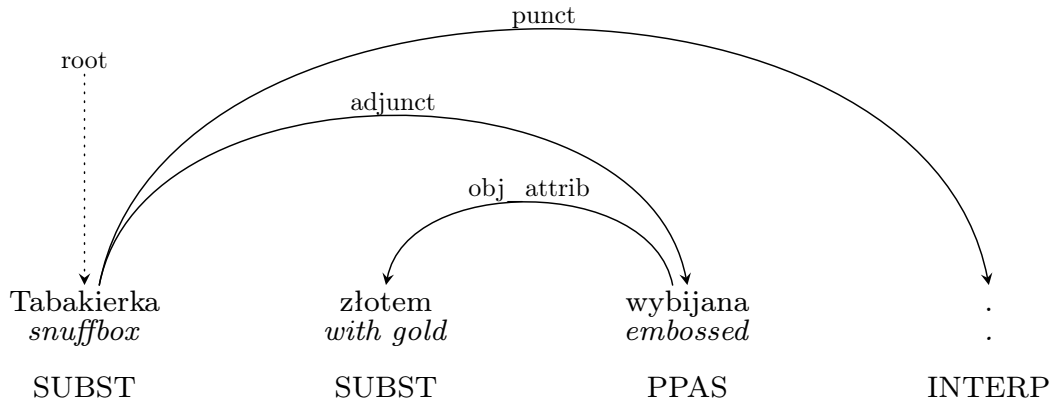 punct
root
adjunct
obj_attrib
Tabakierka złotem wybijana .
snuffbox with gold embossed .
SUBST SUBST PPAS INTERP